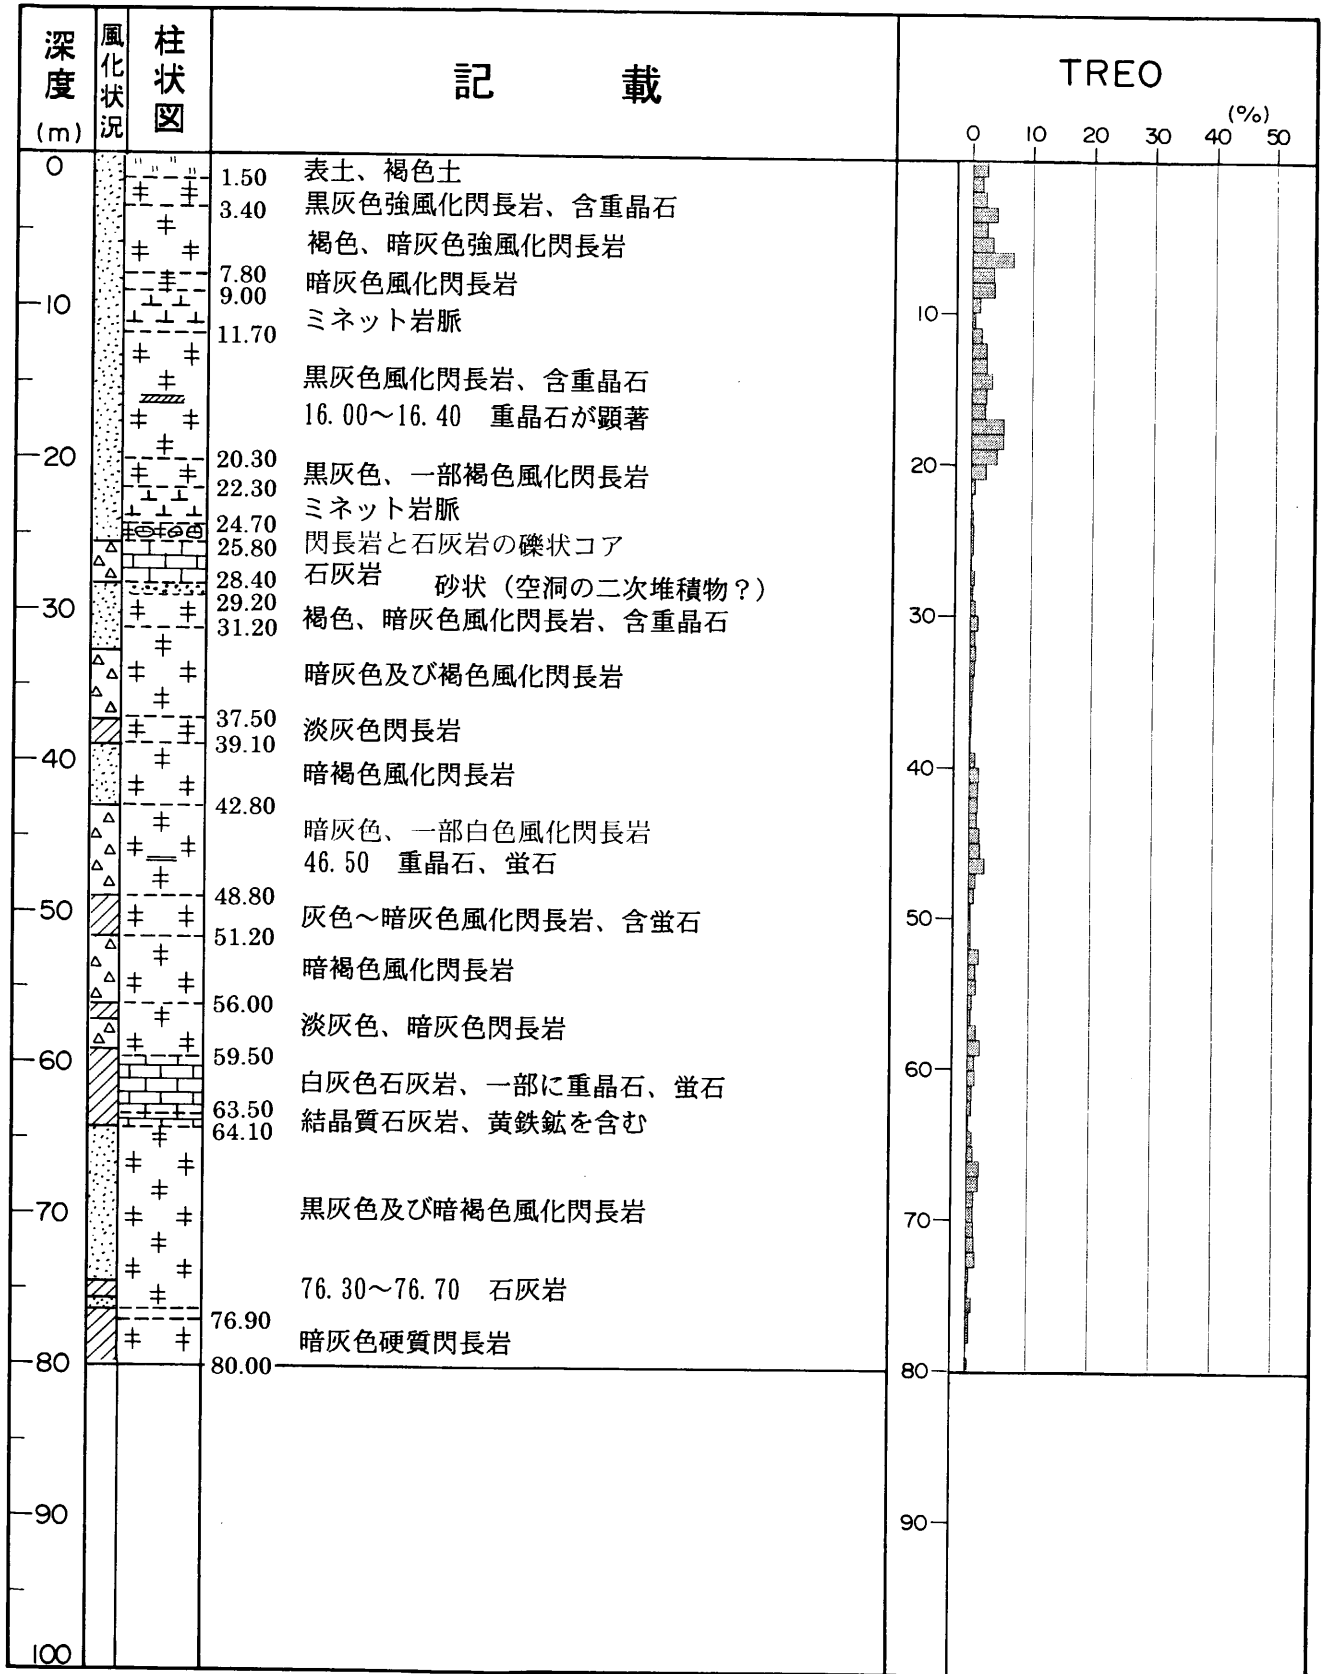 深度
(m)
風化状況
柱状図
記 載
TREO
(%)
0 10 20 30 40 50
0
10
20
30
40
50
60
70
80
90
100
1.50 表土、褐色土
3.40 黒灰色強風化閃長岩、含重晶石
褐色、暗灰色強風化閃長岩
7.80 暗灰色風化閃長岩
9.00
ミネット岩脈
11.70
黒灰色風化閃長岩、含重晶石
16.00～16.40 重晶石が顕著
20.30
黒灰色、一部褐色風化閃長岩
22.30
ミネット岩脈
24.70
25.80 閃長岩と石灰岩の礫状コア
28.40 石灰岩 砂状（空洞の二次堆積物？）
29.20
31.20 褐色、暗灰色風化閃長岩、含重晶石
暗灰色及び褐色風化閃長岩
37.50
淡灰色閃長岩
39.10
暗褐色風化閃長岩
42.80
暗灰色、一部白色風化閃長岩
46.50 重晶石、蛍石
48.80
灰色～暗灰色風化閃長岩、含蛍石
51.20
暗褐色風化閃長岩
56.00
淡灰色、暗灰色閃長岩
59.50
白灰色石灰岩、一部に重晶石、蛍石
63.50
64.10 結晶質石灰岩、黄鉄鉱を含む
黒灰色及び暗褐色風化閃長岩
76.30～76.70 石灰岩
76.90
暗灰色硬質閃長岩
80.00
10
20
30
40
50
60
70
80
90